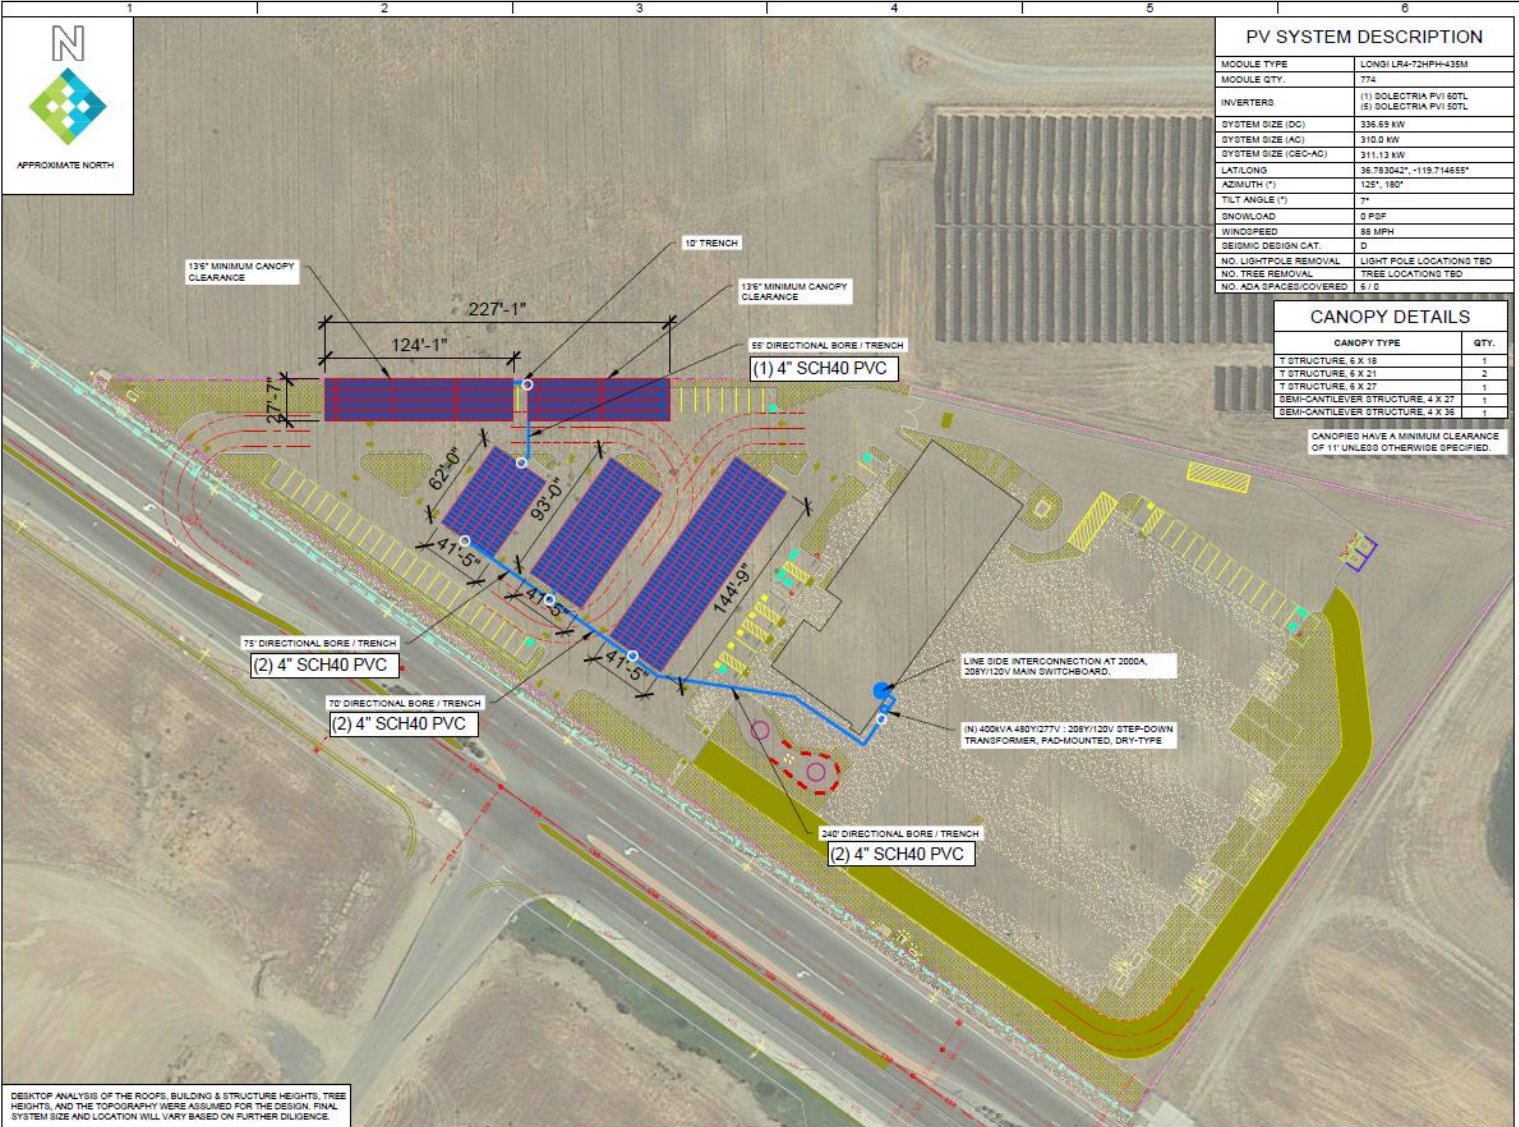 1 2 3 4 5 6
N
APPROXIMATE NORTH
PV SYSTEM DESCRIPTION
MODULE TYPE LONGI LR4-72HPH-435M
MODULE QTY. 774
INVERTERS (1) SOLECTRIA PVI 60TL
(5) SOLECTRIA PVI 50TL
SYSTEM SIZE (DC) 336.69 kW
SYSTEM SIZE (AC) 310.0 kW
SYSTEM SIZE (CEC-AC) 311.13 kW
LAT/LONG 36.783042°, -119.714655°
AZIMUTH (°) 125°, 180°
TILT ANGLE (°) 7°
SNOWLOAD 0 PSF
WINDSPEED 88 MPH
SEISMIC DESIGN CAT. D
NO. LIGHTPOLE REMOVAL LIGHT POLE LOCATIONS TBD
NO. TREE REMOVAL TREE LOCATIONS TBD
NO. ADA SPACES/COVERED 6 / 0
CANOPY DETAILS
CANOPY TYPE QTY.
T STRUCTURE, 6 X 18 1
T STRUCTURE, 6 X 21 2
T STRUCTURE, 6 X 27 1
SEMI-CANTILEVER STRUCTURE, 4 X 27 1
SEMI-CANTILEVER STRUCTURE, 4 X 36 1
CANOPIES HAVE A MINIMUM CLEARANCE
OF 11' UNLESS OTHERWISE SPECIFIED.
10' TRENCH
13'6" MINIMUM CANOPY
CLEARANCE
13'6" MINIMUM CANOPY
CLEARANCE
227'-1"
124'-1"
27'-7"
55' DIRECTIONAL BORE / TRENCH
(1) 4" SCH40 PVC
62'-0"
93'-0"
144'-9"
41'-5"
41'-5"
41'-5"
75' DIRECTIONAL BORE / TRENCH
(2) 4" SCH40 PVC
70' DIRECTIONAL BORE / TRENCH
(2) 4" SCH40 PVC
LINE SIDE INTERCONNECTION AT 2000A,
208Y/120V MAIN SWITCHBOARD.
(N) 400kVA 480Y/277V : 208Y/120V STEP-DOWN
TRANSFORMER, PAD-MOUNTED, DRY-TYPE
240' DIRECTIONAL BORE / TRENCH
(2) 4" SCH40 PVC
DESKTOP ANALYSIS OF THE ROOFS, BUILDING & STRUCTURE HEIGHTS, TREE
HEIGHTS, AND THE TOPOGRAPHY WERE ASSUMED FOR THE DESIGN. FINAL
SYSTEM SIZE AND LOCATION WILL VARY BASED ON FURTHER DILIGENCE.